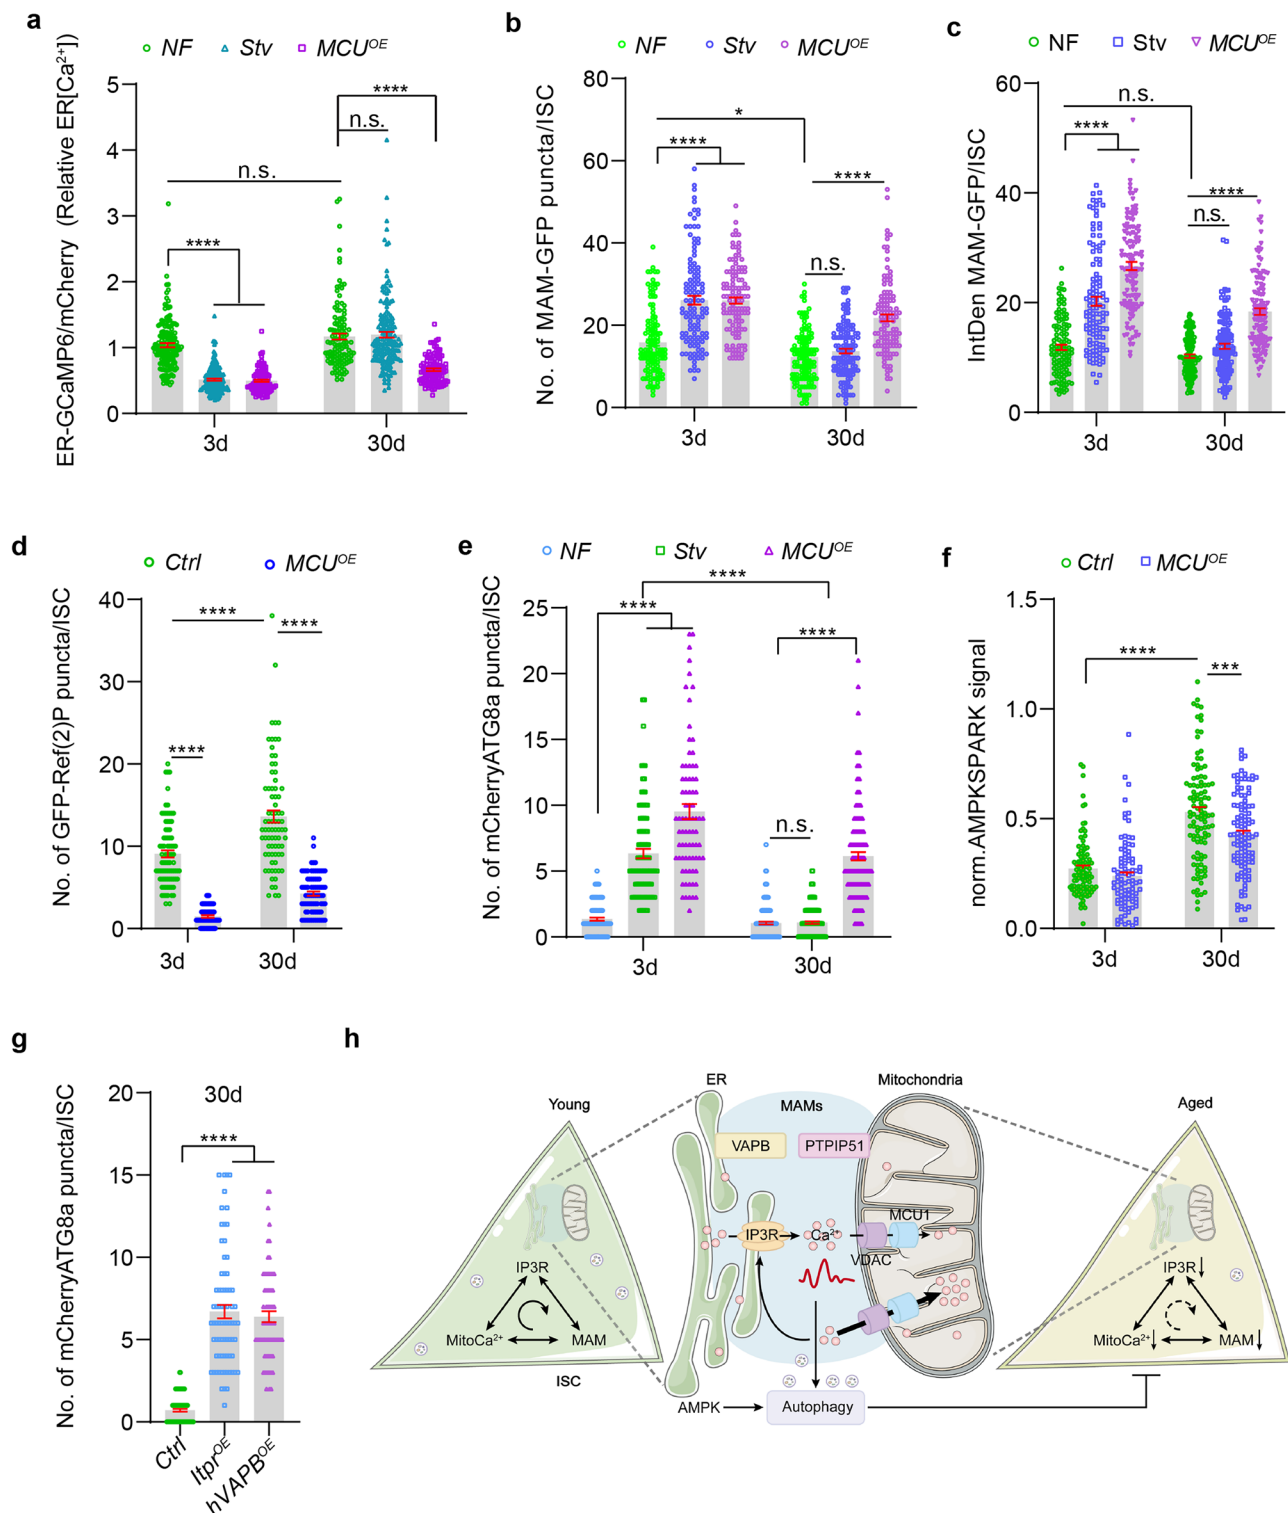 a
NF Stv MCU^OE
ER-GCaMP6/mCherry (Relative ER[Ca²⁺])
5
4
3
2
1
0
****
n.s.
n.s.
****
3d 30d
b
NF Stv MCU^OE
No. of MAM-GFP puncta/ISC
80
60
40
20
0
*
****
****
n.s.
3d 30d
c
NF Stv MCU^OE
IntDen MAM-GFP/ISC
60
40
20
0
n.s.
****
****
n.s.
3d 30d
d
Ctrl MCU^OE
No. of GFP-Ref(2)P puncta/ISC
40
30
20
10
0
****
****
****
3d 30d
e
NF Stv MCU^OE
No. of mCherryATG8a puncta/ISC
25
20
15
10
5
0
****
****
****
n.s.
3d 30d
f
Ctrl MCU^OE
norm.AMPKSPARK signal
1.5
1.0
0.5
0.0
****
***
3d 30d
g
No. of mCherryATG8a puncta/ISC
30d
20
15
10
5
0
****
Ctrl
Itpr^OE
hVAPB^OE
h
Young
IP3R
MitoCa²⁺ MAM
ISC
ER
MAMs
Mitochondria
VAPB
PTPIP51
IP3R
Ca²⁺
MCU1
VDAC
AMPK
Autophagy
Aged
IP3R↓
MitoCa²⁺↓ MAM↓